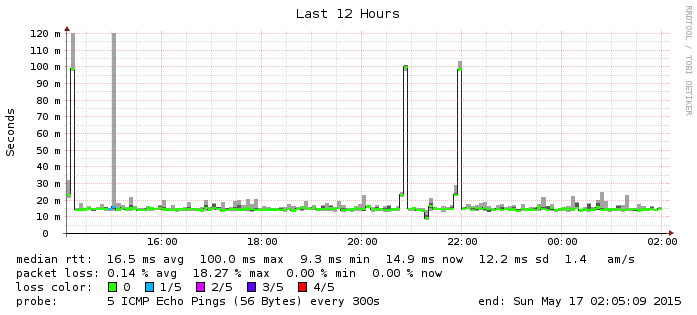 Last 12 Hours
RRDTOOL / TOBI OETIKER
Seconds
120 m
110 m
100 m
90 m
80 m
70 m
60 m
50 m
40 m
30 m
20 m
10 m
0
16:00 18:00 20:00 22:00 00:00 02:00
median rtt: 16.5 ms avg 100.0 ms max 9.3 ms min 14.9 ms now 12.2 ms sd 1.4 am/s
packet loss: 0.14 % avg 18.27 % max 0.00 % min 0.00 % now
loss color: 0 1/5 2/5 3/5 4/5
probe: 5 ICMP Echo Pings (56 Bytes) every 300s end: Sun May 17 02:05:09 2015